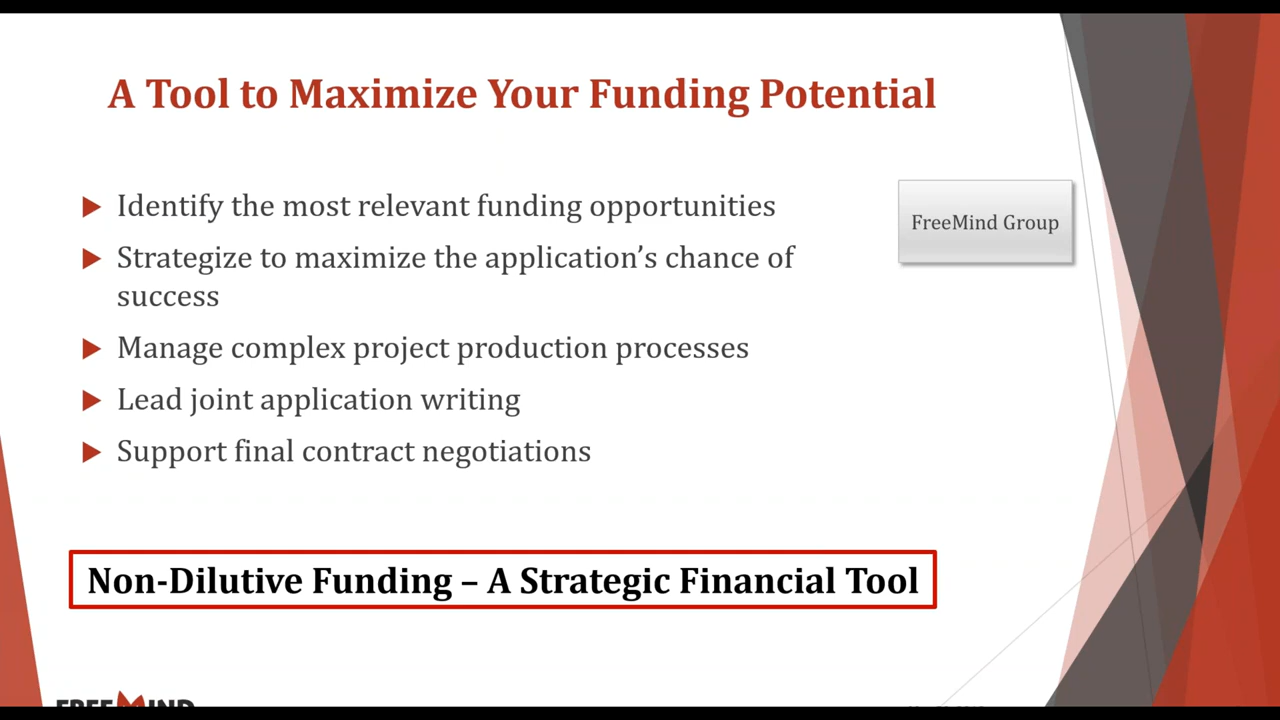 A Tool to Maximize Your Funding Potential
Identify the most relevant funding opportunities
FreeMind Group
Strategize to maximize the application’s chance of
success
Manage complex project production processes
Lead joint application writing
Support final contract negotiations
Non-Dilutive Funding – A Strategic Financial Tool
FREEMIND